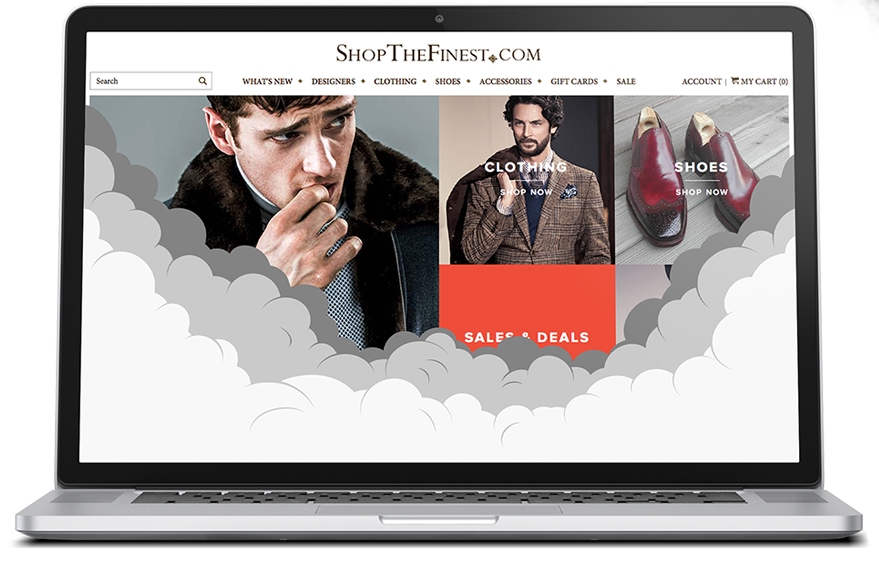 SHOPTHEFINEST.COM
Search
WHAT'S NEW
DESIGNERS
CLOTHING
SHOES
ACCESSORIES
GIFT CARDS
SALE
ACCOUNT | MY CART (0)
CLOTHING
SHOP NOW
SHOES
SHOP NOW
SALES & DEALS